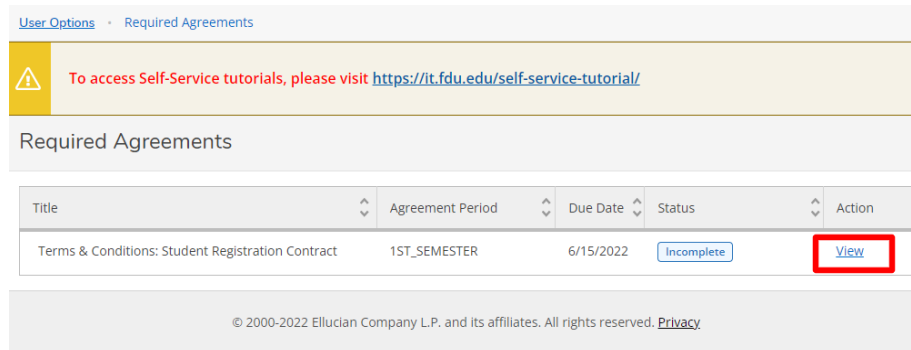 User Options • Required Agreements
To access Self-Service tutorials, please visit https://it.fdu.edu/self-service-tutorial/
Required Agreements
Title Agreement Period Due Date Status Action
Terms & Conditions: Student Registration Contract 1ST_SEMESTER 6/15/2022 Incomplete View
© 2000-2022 Ellucian Company L.P. and its affiliates. All rights reserved. Privacy